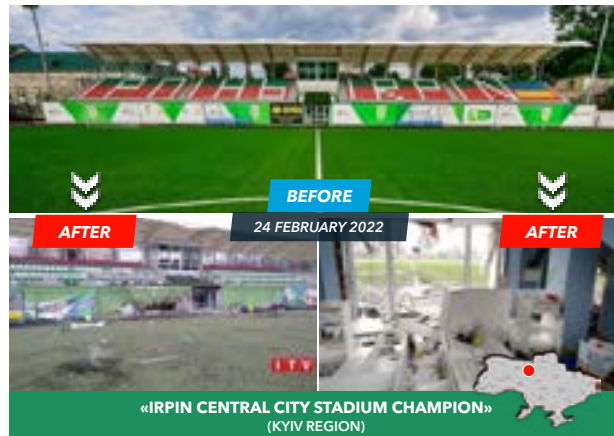 BEFORE
24 FEBRUARY 2022
AFTER
AFTER
ITV
«IRPIN CENTRAL CITY STADIUM CHAMPION»
(KYIV REGION)